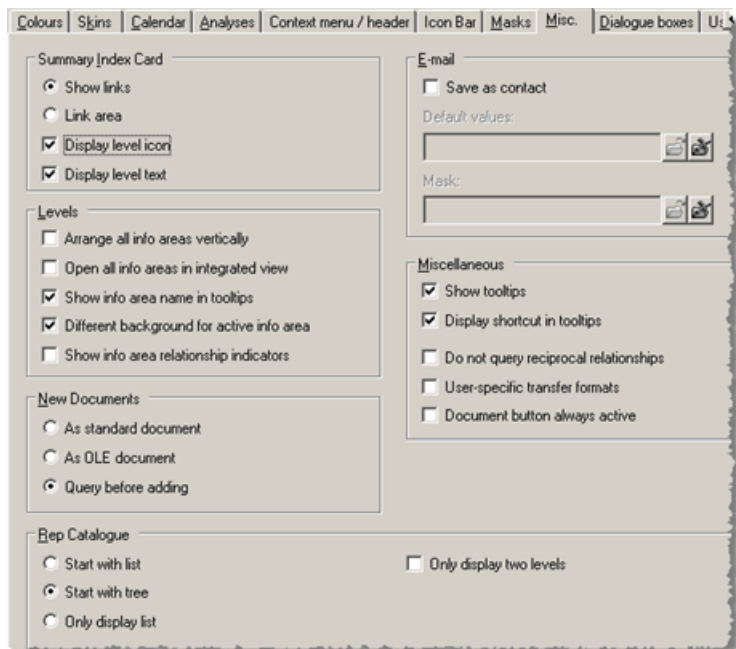 Colours Skins Calendar Analyses Context menu / header Icon Bar Masks Misc. Dialogue boxes
Summary Index Card
Show links
Link area
Display level icon
Display level text
Levels
Arrange all info areas vertically
Open all info areas in integrated view
Show info area name in tooltips
Different background for active info area
Show info area relationship indicators
New Documents
As standard document
As OLE document
Query before adding
E-mail
Save as contact
Default values:
Mask:
Miscellaneous
Show tooltips
Display shortcut in tooltips
Do not query reciprocal relationships
User-specific transfer formats
Document button always active
Rep Catalogue
Start with list
Start with tree
Only display list
Only display two levels